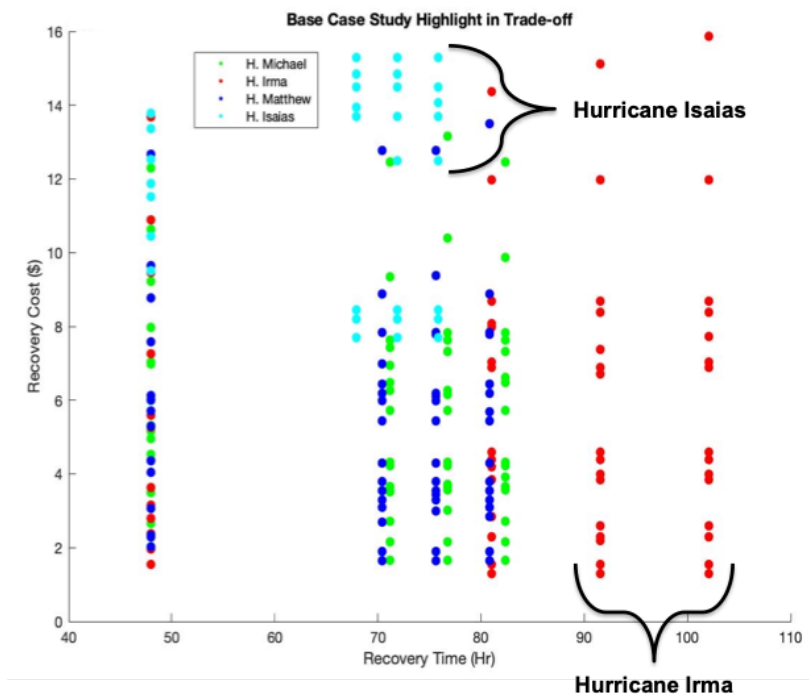 Base Case Study Highlight in Trade-off
16
14
12
10
8
6
4
2
0
Recovery Cost ($)
H. Michael
H. Irma
H. Matthew
H. Isaias
Hurricane Isaias
40 50 60 70 80 90 100 110
Recovery Time (Hr)
Hurricane Irma